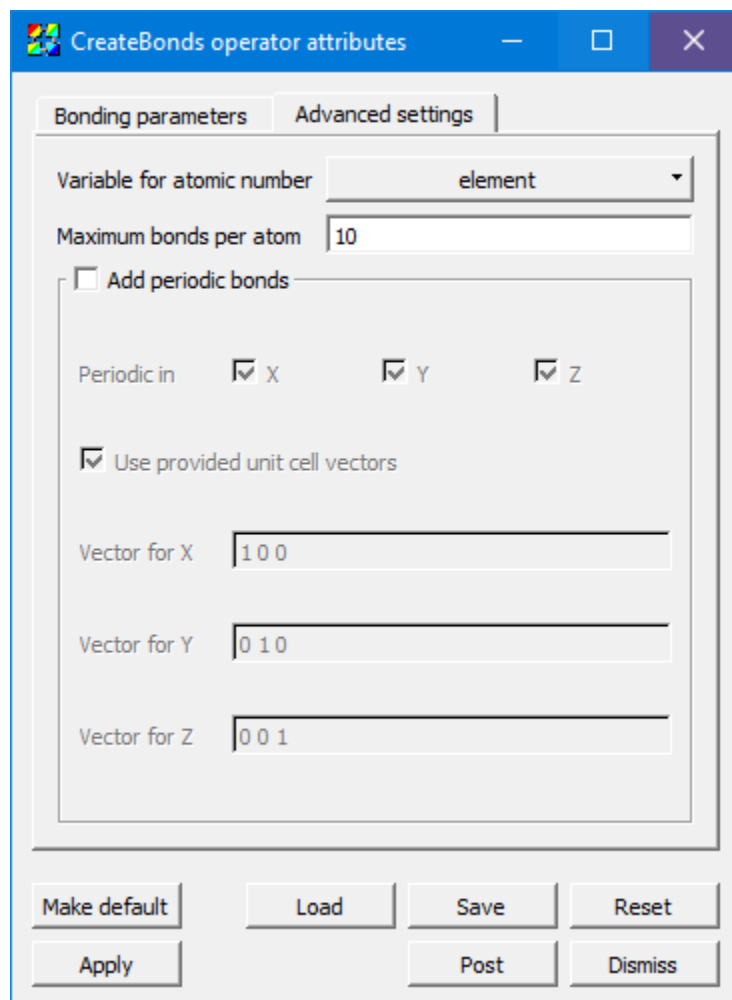 CreateBonds operator attributes
Bonding parameters Advanced settings
Variable for atomic number element
Maximum bonds per atom 10
Add periodic bonds
Periodic in X Y Z
Use provided unit cell vectors
Vector for X 1 0 0
Vector for Y 0 1 0
Vector for Z 0 0 1
Make default Load Save Reset
Apply Post Dismiss